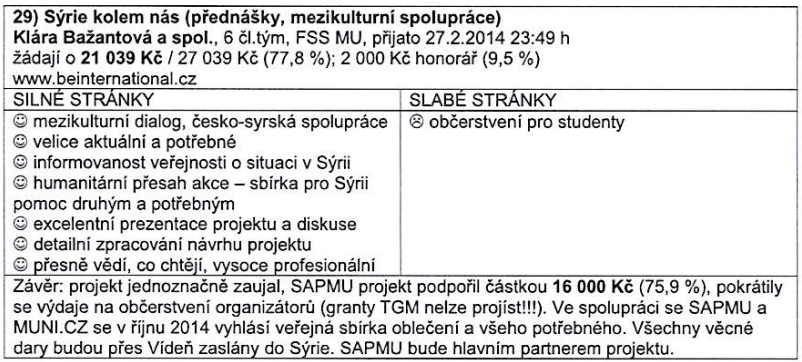 29) Sýrie kolem nás (přednášky, mezikulturní spolupráce)
Klára Bažantová a spol., 6 čl.tým, FSS MU, přijato 27.2.2014 23:49 h
žádají o 21 039 Kč / 27 039 Kč (77,8 %); 2 000 Kč honorář (9,5 %)
www.beinternational.cz
SILNÉ STRÁNKY
☺ mezikulturní dialog, česko-syrská spolupráce
☺ velice aktuální a potřebné
☺ informovanost veřejnosti o situaci v Sýrii
☺ humanitární přesah akce – sbírka pro Sýrii
pomoc druhým a potřebným
☺ excelentní prezentace projektu a diskuse
☺ detailní zpracování návrhu projektu
☺ přesně vědí, co chtějí, vysoce profesionální
SLABÉ STRÁNKY
☹ občerstvení pro studenty
Závěr: projekt jednoznačně zaujal, SAPMU projekt podpořil částkou 16 000 Kč (75,9 %), pokrátily
se výdaje na občerstvení organizátorů (granty TGM nelze projíst!!!). Ve spolupráci se SAPMU a
MUNI.CZ se v říjnu 2014 vyhlásí veřejná sbírka oblečení a všeho potřebného. Všechny věcné
dary budou přes Vídeň zaslány do Sýrie. SAPMU bude hlavním partnerem projektu.